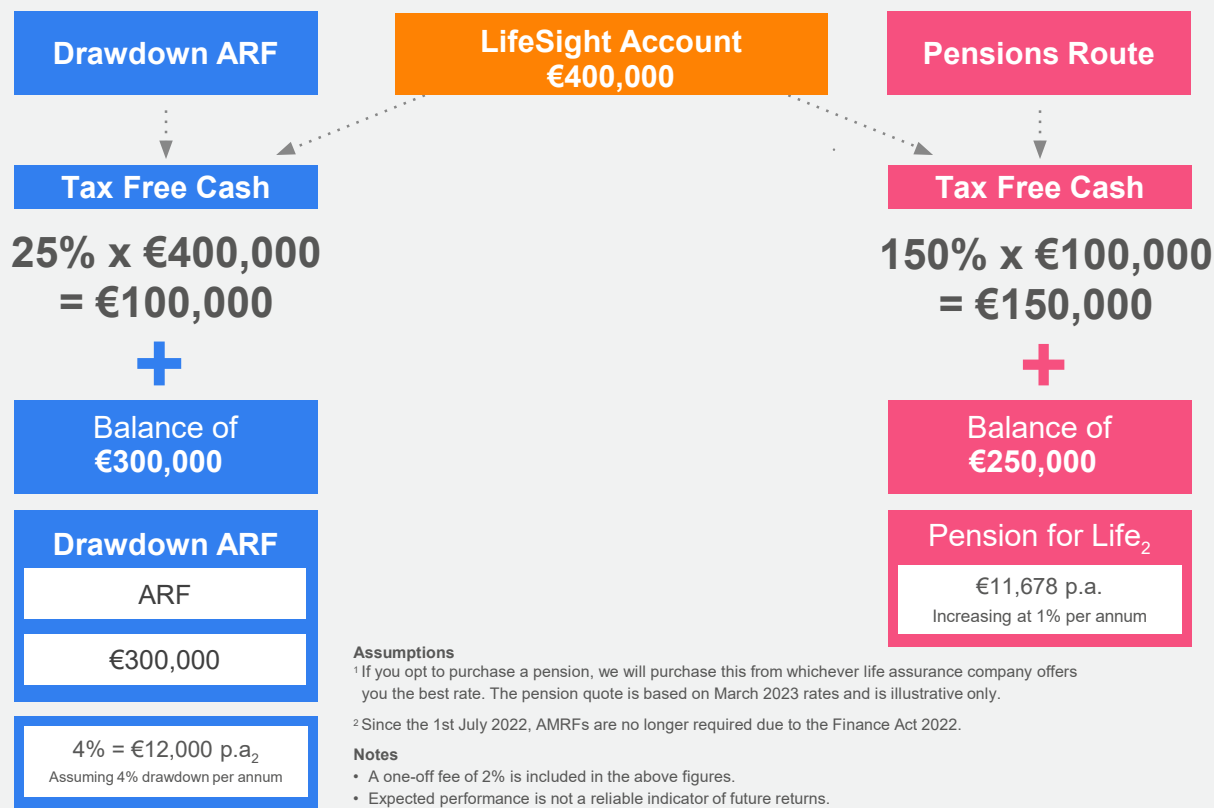 Drawdown ARF
LifeSight Account
€400,000
Pensions Route
Tax Free Cash
25% x €400,000
= €100,000
+
Balance of
€300,000
Drawdown ARF
ARF
€300,000
4% = €12,000 p.a₂
Assuming 4% drawdown per annum
Tax Free Cash
150% x €100,000
= €150,000
+
Balance of
€250,000
Pension for Life₂
€11,678 p.a.
Increasing at 1% per annum
Assumptions
¹ If you opt to purchase a pension, we will purchase this from whichever life assurance company offers
you the best rate. The pension quote is based on March 2023 rates and is illustrative only.
² Since the 1st July 2022, AMRFs are no longer required due to the Finance Act 2022.
Notes
• A one-off fee of 2% is included in the above figures.
• Expected performance is not a reliable indicator of future returns.